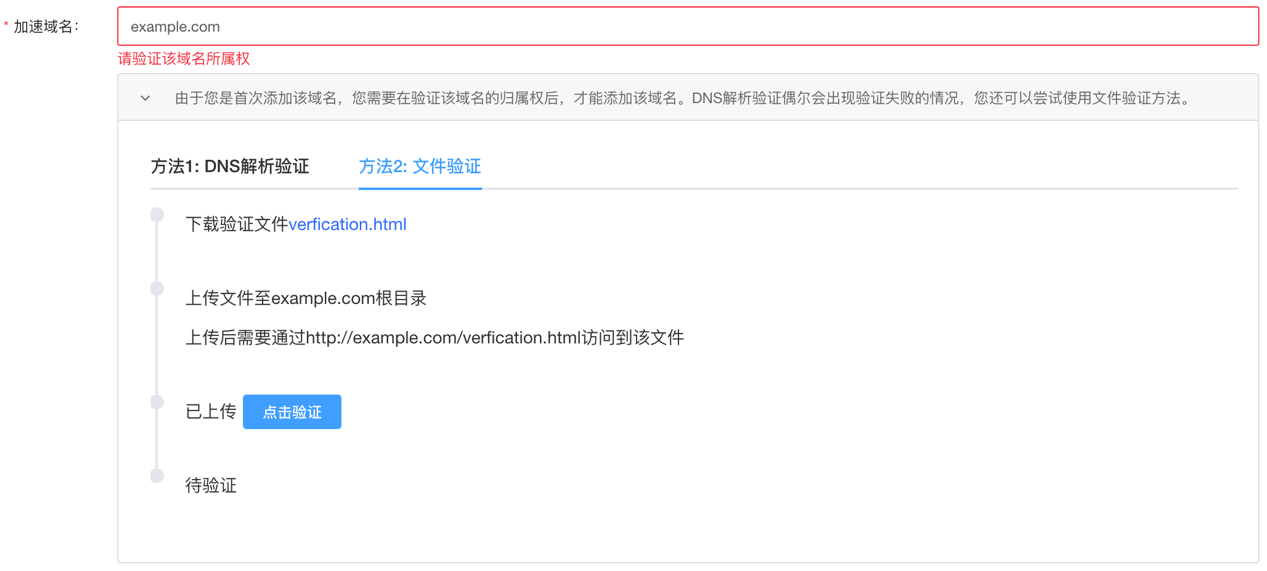 * 加速域名：
example.com
请验证该域名所属权
由于您是首次添加该域名，您需要在验证该域名的归属权后，才能添加该域名。DNS解析验证偶尔会出现验证失败的情况，您还可以尝试使用文件验证方法。
方法1: DNS解析验证 方法2: 文件验证
下载验证文件verfication.html
上传文件至example.com根目录
上传后需要通过http://example.com/verfication.html访问到该文件
已上传 点击验证
待验证